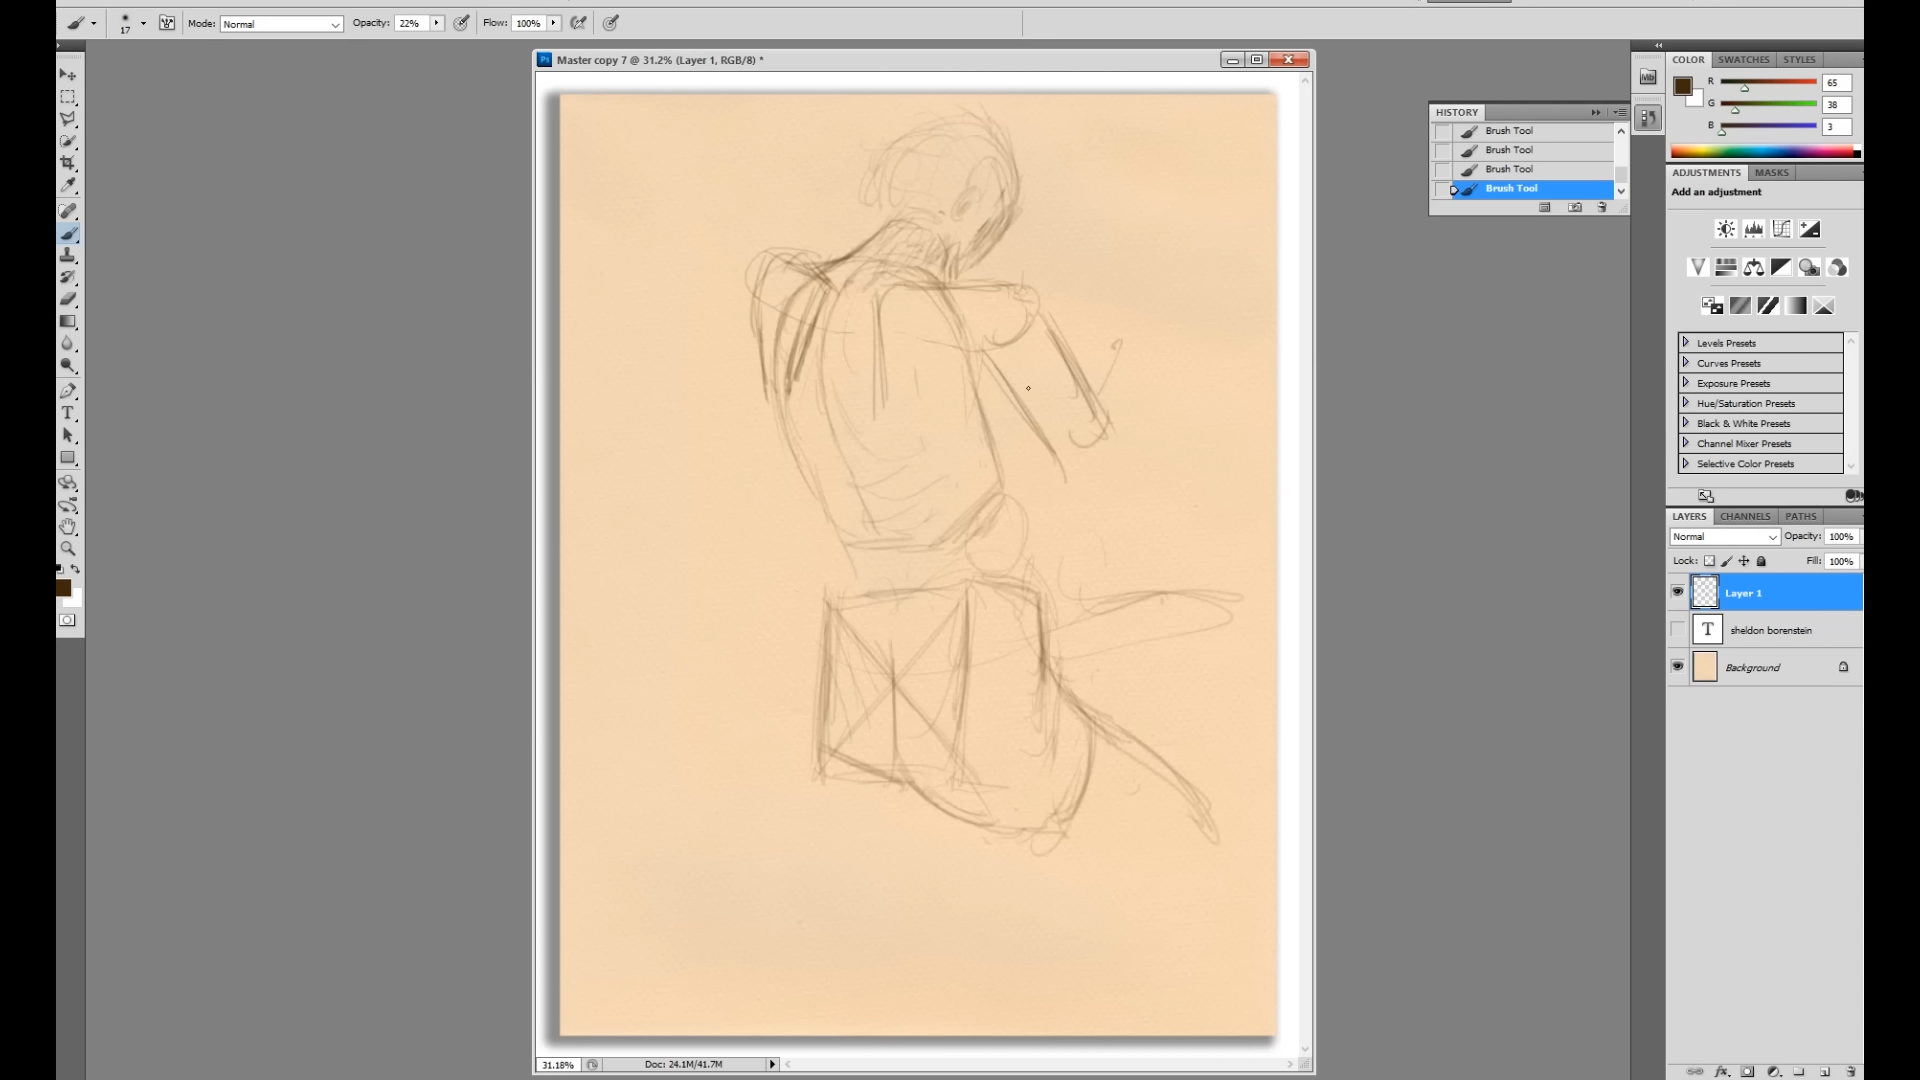 17
Mode: Normal
Opacity: 22%
Flow: 100%
Ps Master copy 7 @ 31.2% (Layer 1, RGB/8) *
HISTORY
Brush Tool
Brush Tool
Brush Tool
Brush Tool
Mb
COLOR SWATCHES STYLES
R 65
G 38
B 3
ADJUSTMENTS MASKS
Add an adjustment
Levels Presets
Curves Presets
Exposure Presets
Hue/Saturation Presets
Black & White Presets
Channel Mixer Presets
Selective Color Presets
LAYERS CHANNELS PATHS
Normal Opacity: 100%
Lock: Fill: 100%
Layer 1
T sheldon borenstein
Background
31.18% Doc: 24.1M/41.7M